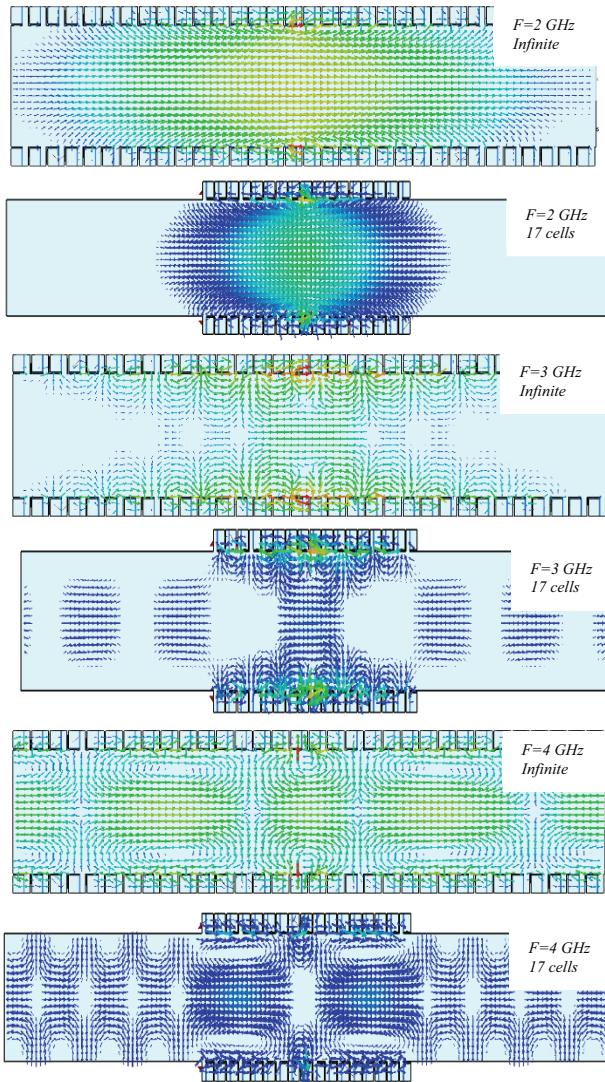 F=2 GHz
Infinite
F=2 GHz
17 cells
F=3 GHz
Infinite
F=3 GHz
17 cells
F=4 GHz
Infinite
F=4 GHz
17 cells